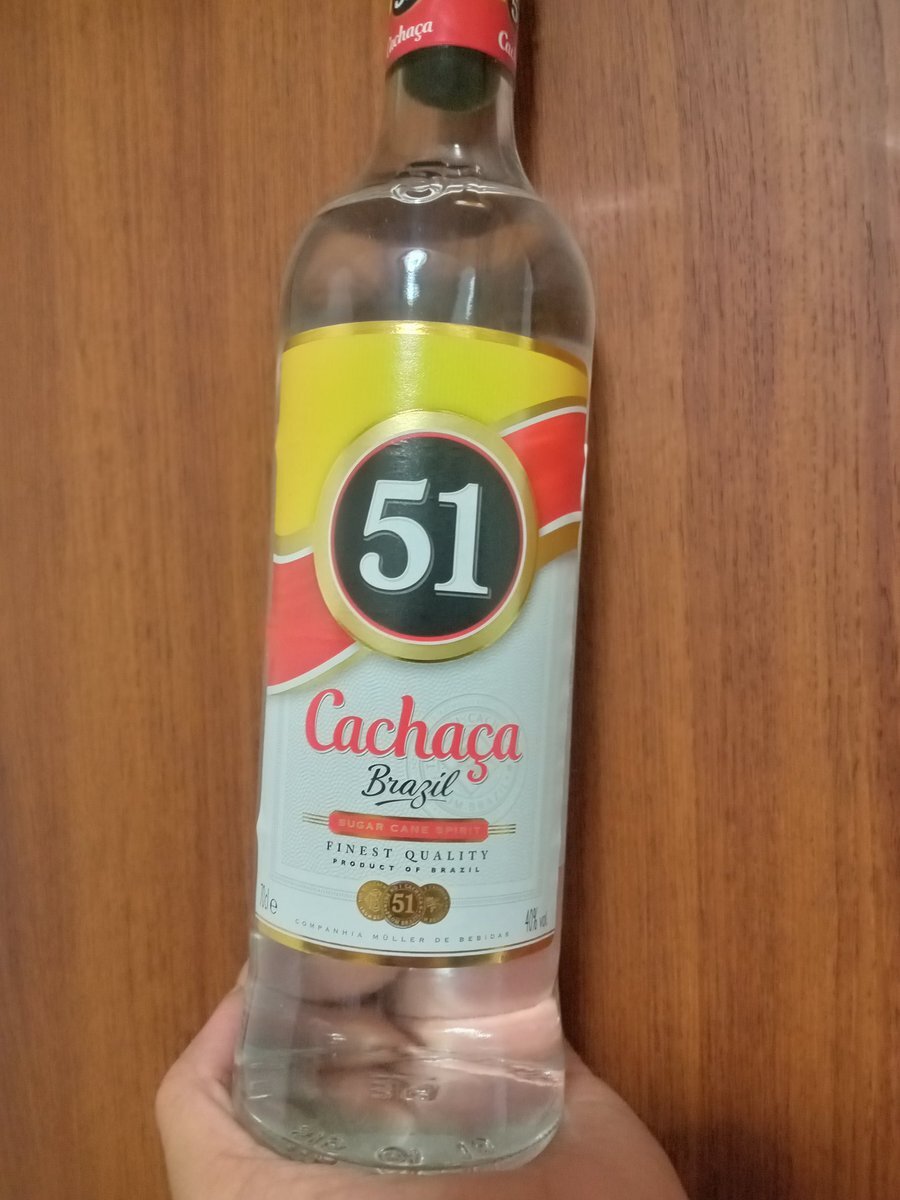 Cachaça
51
Cachaça
Brazil
SUGAR CANE SPIRIT
FINEST QUALITY
PRODUCT OF BRAZIL
51
70cl e
40% vol.
COMPANHIA MÜLLER DE BEBIDAS